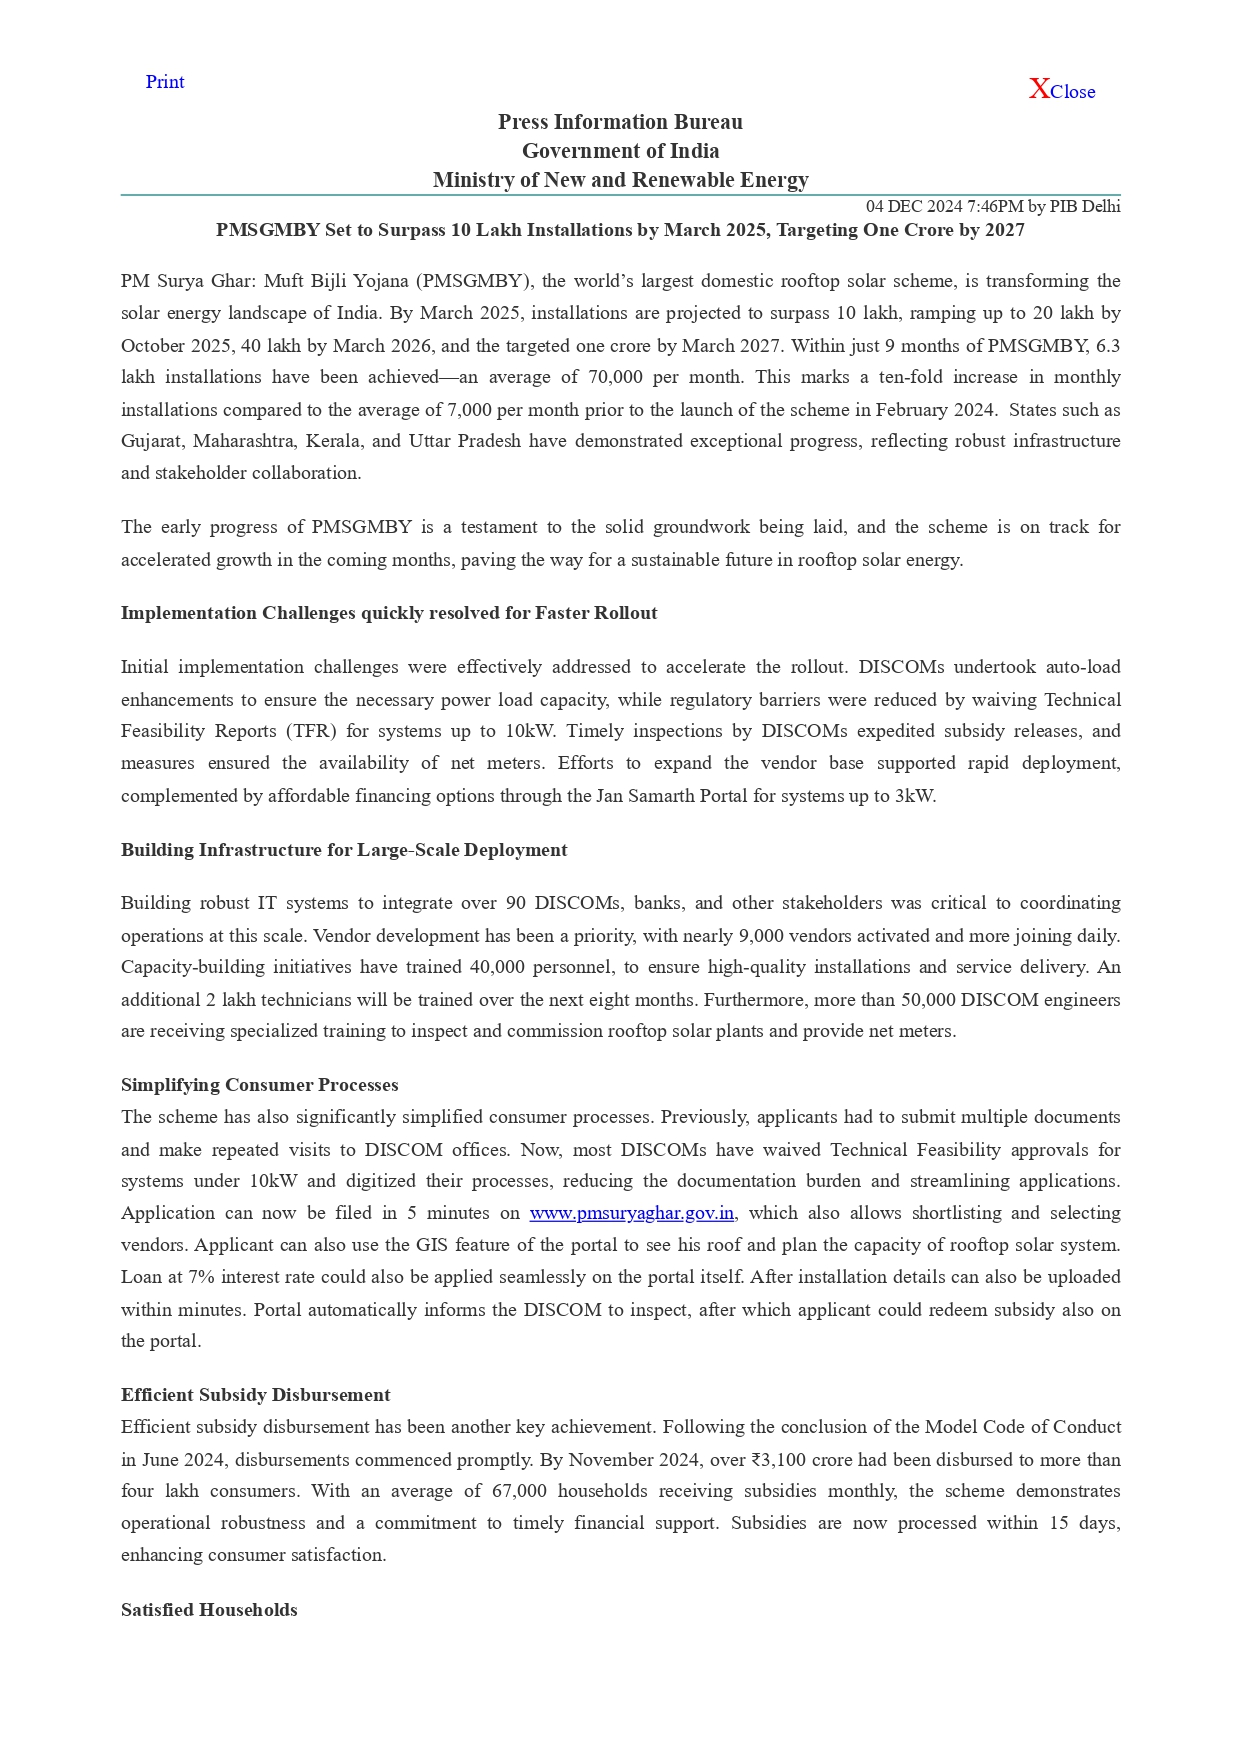 Print
XClose
Press Information Bureau
Government of India
Ministry of New and Renewable Energy
04 DEC 2024 7:46PM by PIB Delhi
PMSGMBY Set to Surpass 10 Lakh Installations by March 2025, Targeting One Crore by 2027
PM Surya Ghar: Muft Bijli Yojana (PMSGMBY), the world’s largest domestic rooftop solar scheme, is transforming the
solar energy landscape of India. By March 2025, installations are projected to surpass 10 lakh, ramping up to 20 lakh by
October 2025, 40 lakh by March 2026, and the targeted one crore by March 2027. Within just 9 months of PMSGMBY, 6.3
lakh installations have been achieved—an average of 70,000 per month. This marks a ten-fold increase in monthly
installations compared to the average of 7,000 per month prior to the launch of the scheme in February 2024.  States such as
Gujarat, Maharashtra, Kerala, and Uttar Pradesh have demonstrated exceptional progress, reflecting robust infrastructure
and stakeholder collaboration.
The early progress of PMSGMBY is a testament to the solid groundwork being laid, and the scheme is on track for
accelerated growth in the coming months, paving the way for a sustainable future in rooftop solar energy.
Implementation Challenges quickly resolved for Faster Rollout
Initial implementation challenges were effectively addressed to accelerate the rollout. DISCOMs undertook auto-load
enhancements to ensure the necessary power load capacity, while regulatory barriers were reduced by waiving Technical
Feasibility Reports (TFR) for systems up to 10kW. Timely inspections by DISCOMs expedited subsidy releases, and
measures ensured the availability of net meters. Efforts to expand the vendor base supported rapid deployment,
complemented by affordable financing options through the Jan Samarth Portal for systems up to 3kW.
Building Infrastructure for Large-Scale Deployment
Building robust IT systems to integrate over 90 DISCOMs, banks, and other stakeholders was critical to coordinating
operations at this scale. Vendor development has been a priority, with nearly 9,000 vendors activated and more joining daily.
Capacity-building initiatives have trained 40,000 personnel, to ensure high-quality installations and service delivery. An
additional 2 lakh technicians will be trained over the next eight months. Furthermore, more than 50,000 DISCOM engineers
are receiving specialized training to inspect and commission rooftop solar plants and provide net meters.
Simplifying Consumer Processes
The scheme has also significantly simplified consumer processes. Previously, applicants had to submit multiple documents
and make repeated visits to DISCOM offices. Now, most DISCOMs have waived Technical Feasibility approvals for
systems under 10kW and digitized their processes, reducing the documentation burden and streamlining applications.
Application can now be filed in 5 minutes on www.pmsuryaghar.gov.in, which also allows shortlisting and selecting
vendors. Applicant can also use the GIS feature of the portal to see his roof and plan the capacity of rooftop solar system.
Loan at 7% interest rate could also be applied seamlessly on the portal itself. After installation details can also be uploaded
within minutes. Portal automatically informs the DISCOM to inspect, after which applicant could redeem subsidy also on
the portal.
Efficient Subsidy Disbursement
Efficient subsidy disbursement has been another key achievement. Following the conclusion of the Model Code of Conduct
in June 2024, disbursements commenced promptly. By November 2024, over ₹3,100 crore had been disbursed to more than
four lakh consumers. With an average of 67,000 households receiving subsidies monthly, the scheme demonstrates
operational robustness and a commitment to timely financial support. Subsidies are now processed within 15 days,
enhancing consumer satisfaction.
Satisfied Households